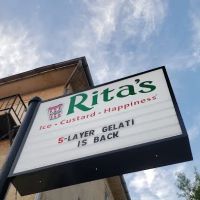 Rita's
Ice • Custard • Happiness
5-LAYER GELATI
IS BACK